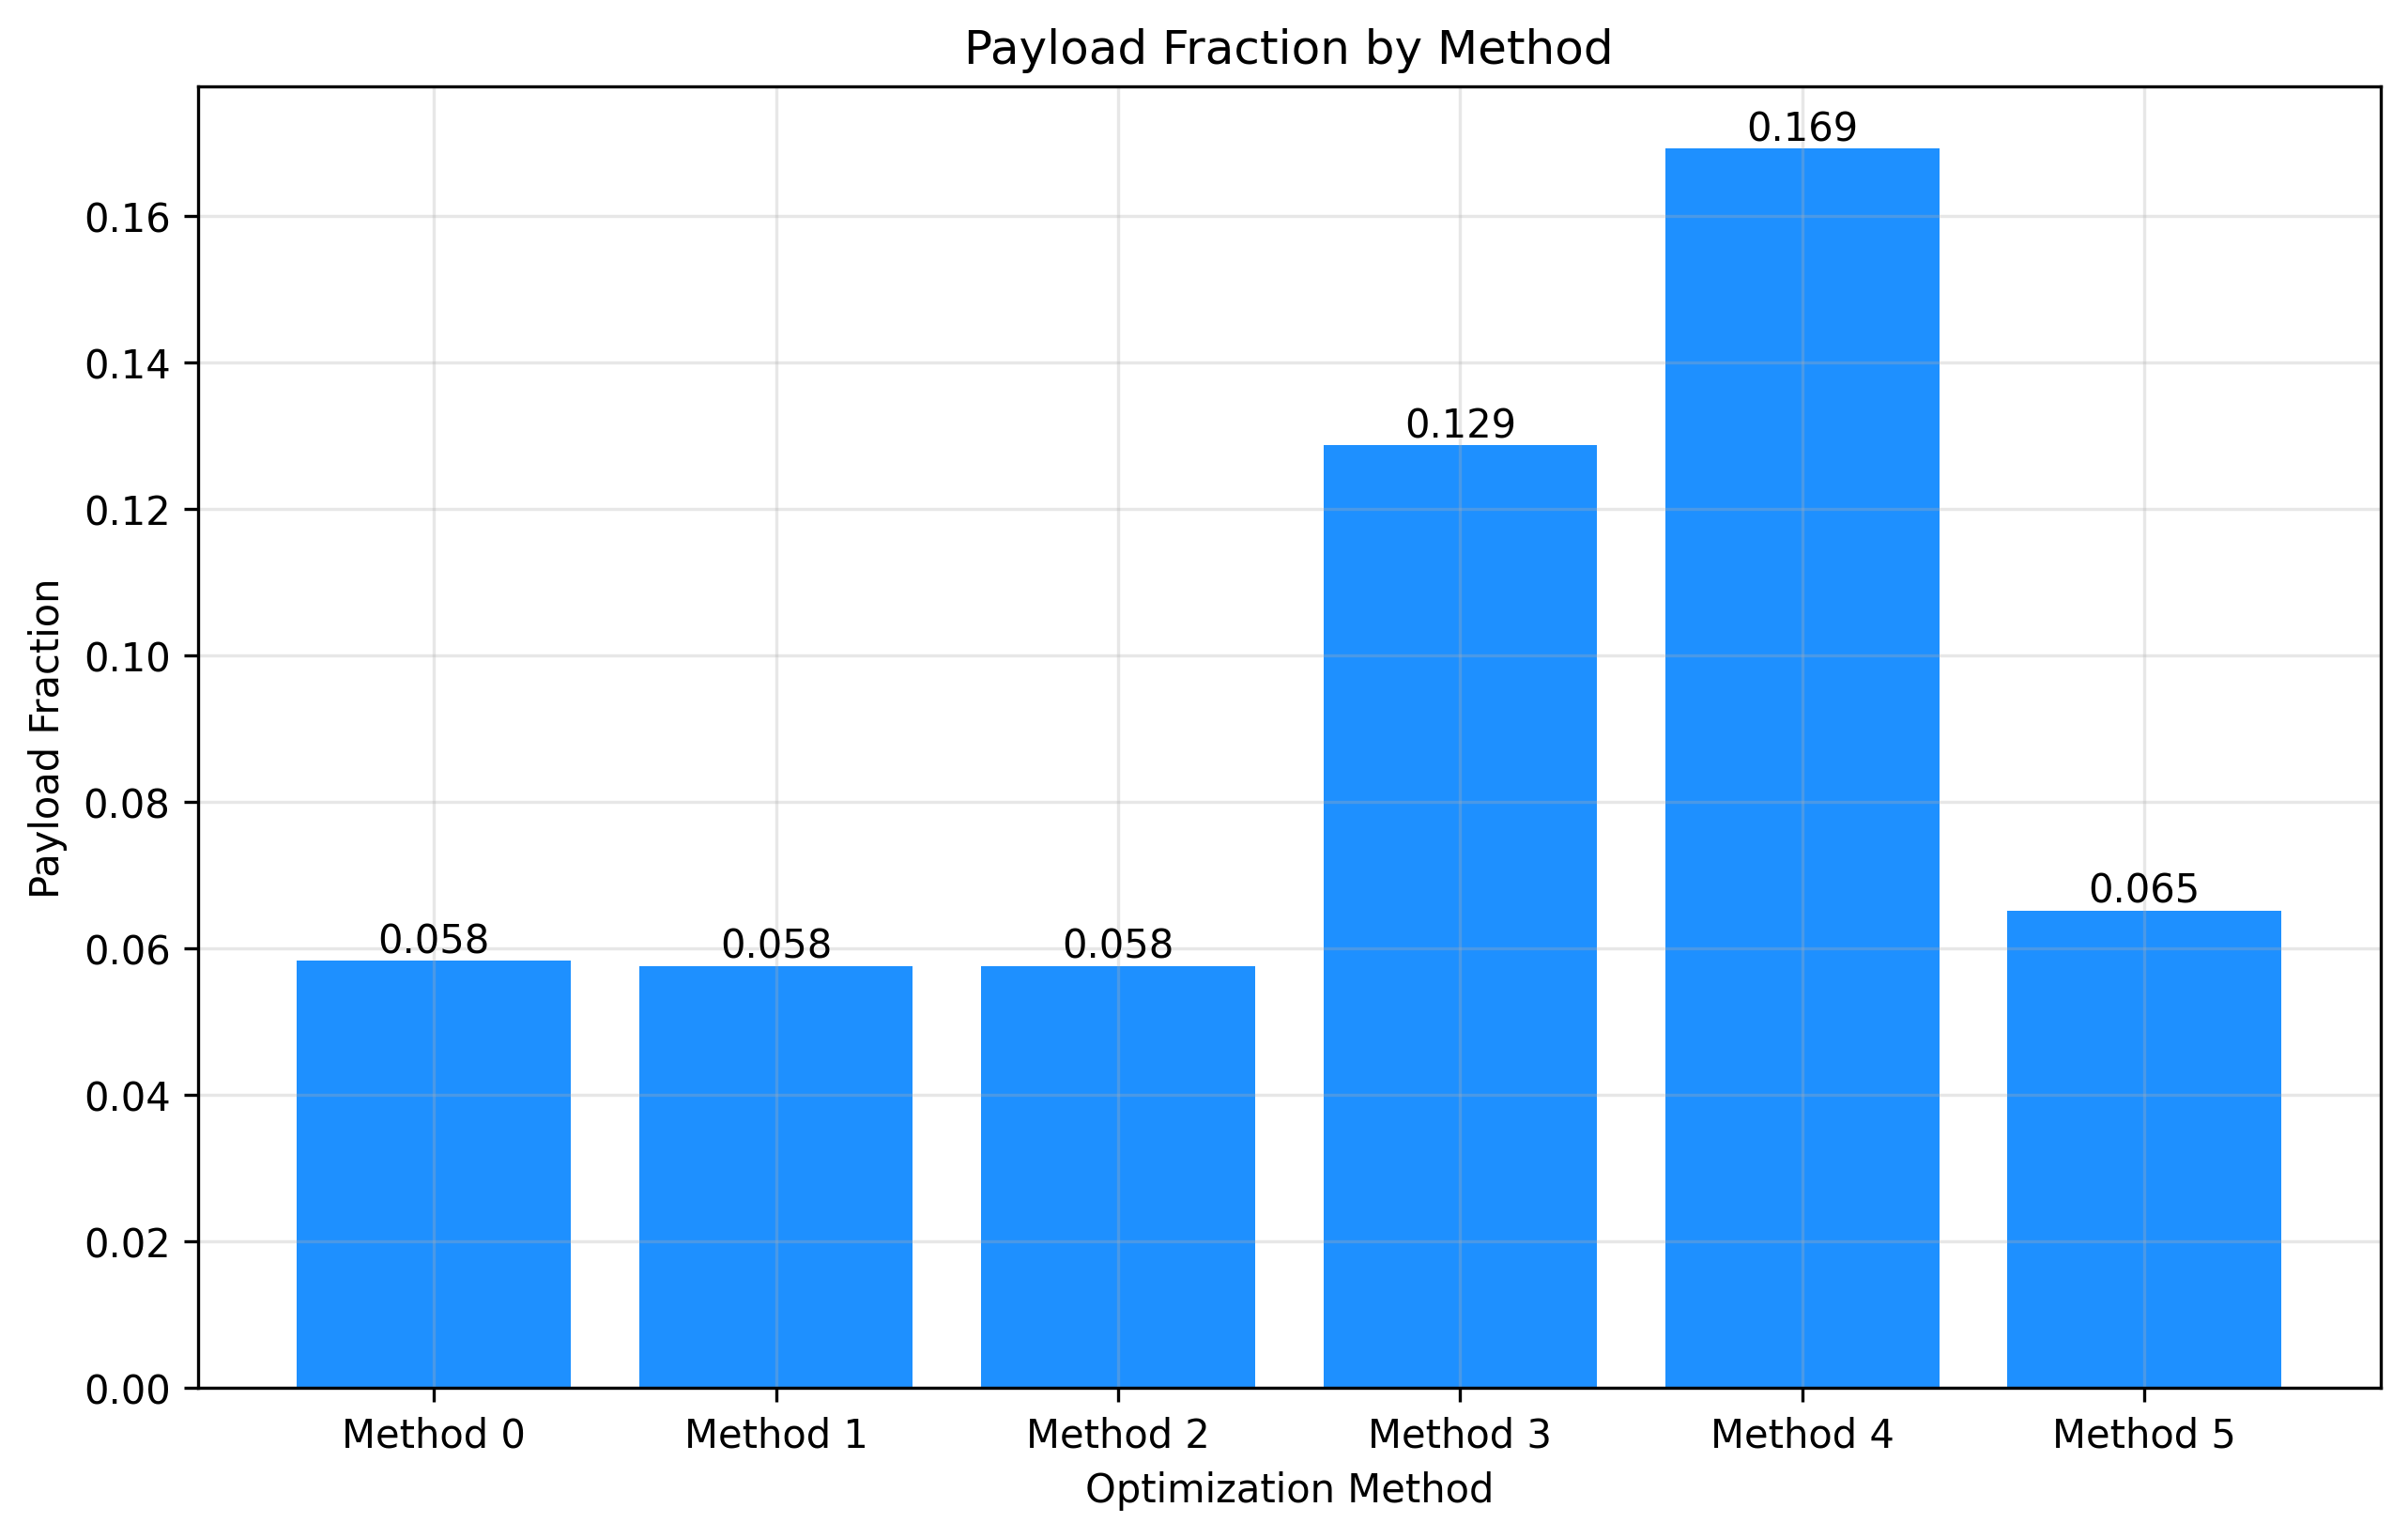 Payload Fraction by Method
Payload Fraction
0.16
0.14
0.12
0.10
0.08
0.06
0.04
0.02
0.00
0.058
0.058
0.058
0.129
0.169
0.065
Method 0
Method 1
Method 2
Method 3
Method 4
Method 5
Optimization Method